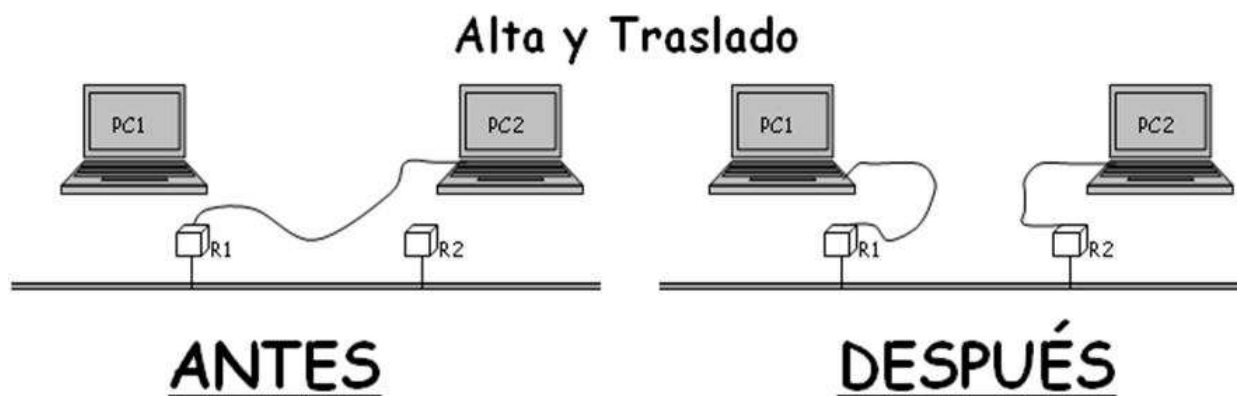 Alta y Traslado
PC1
PC2
R1
R2
ANTES
PC1
PC2
R1
R2
DESPUÉS